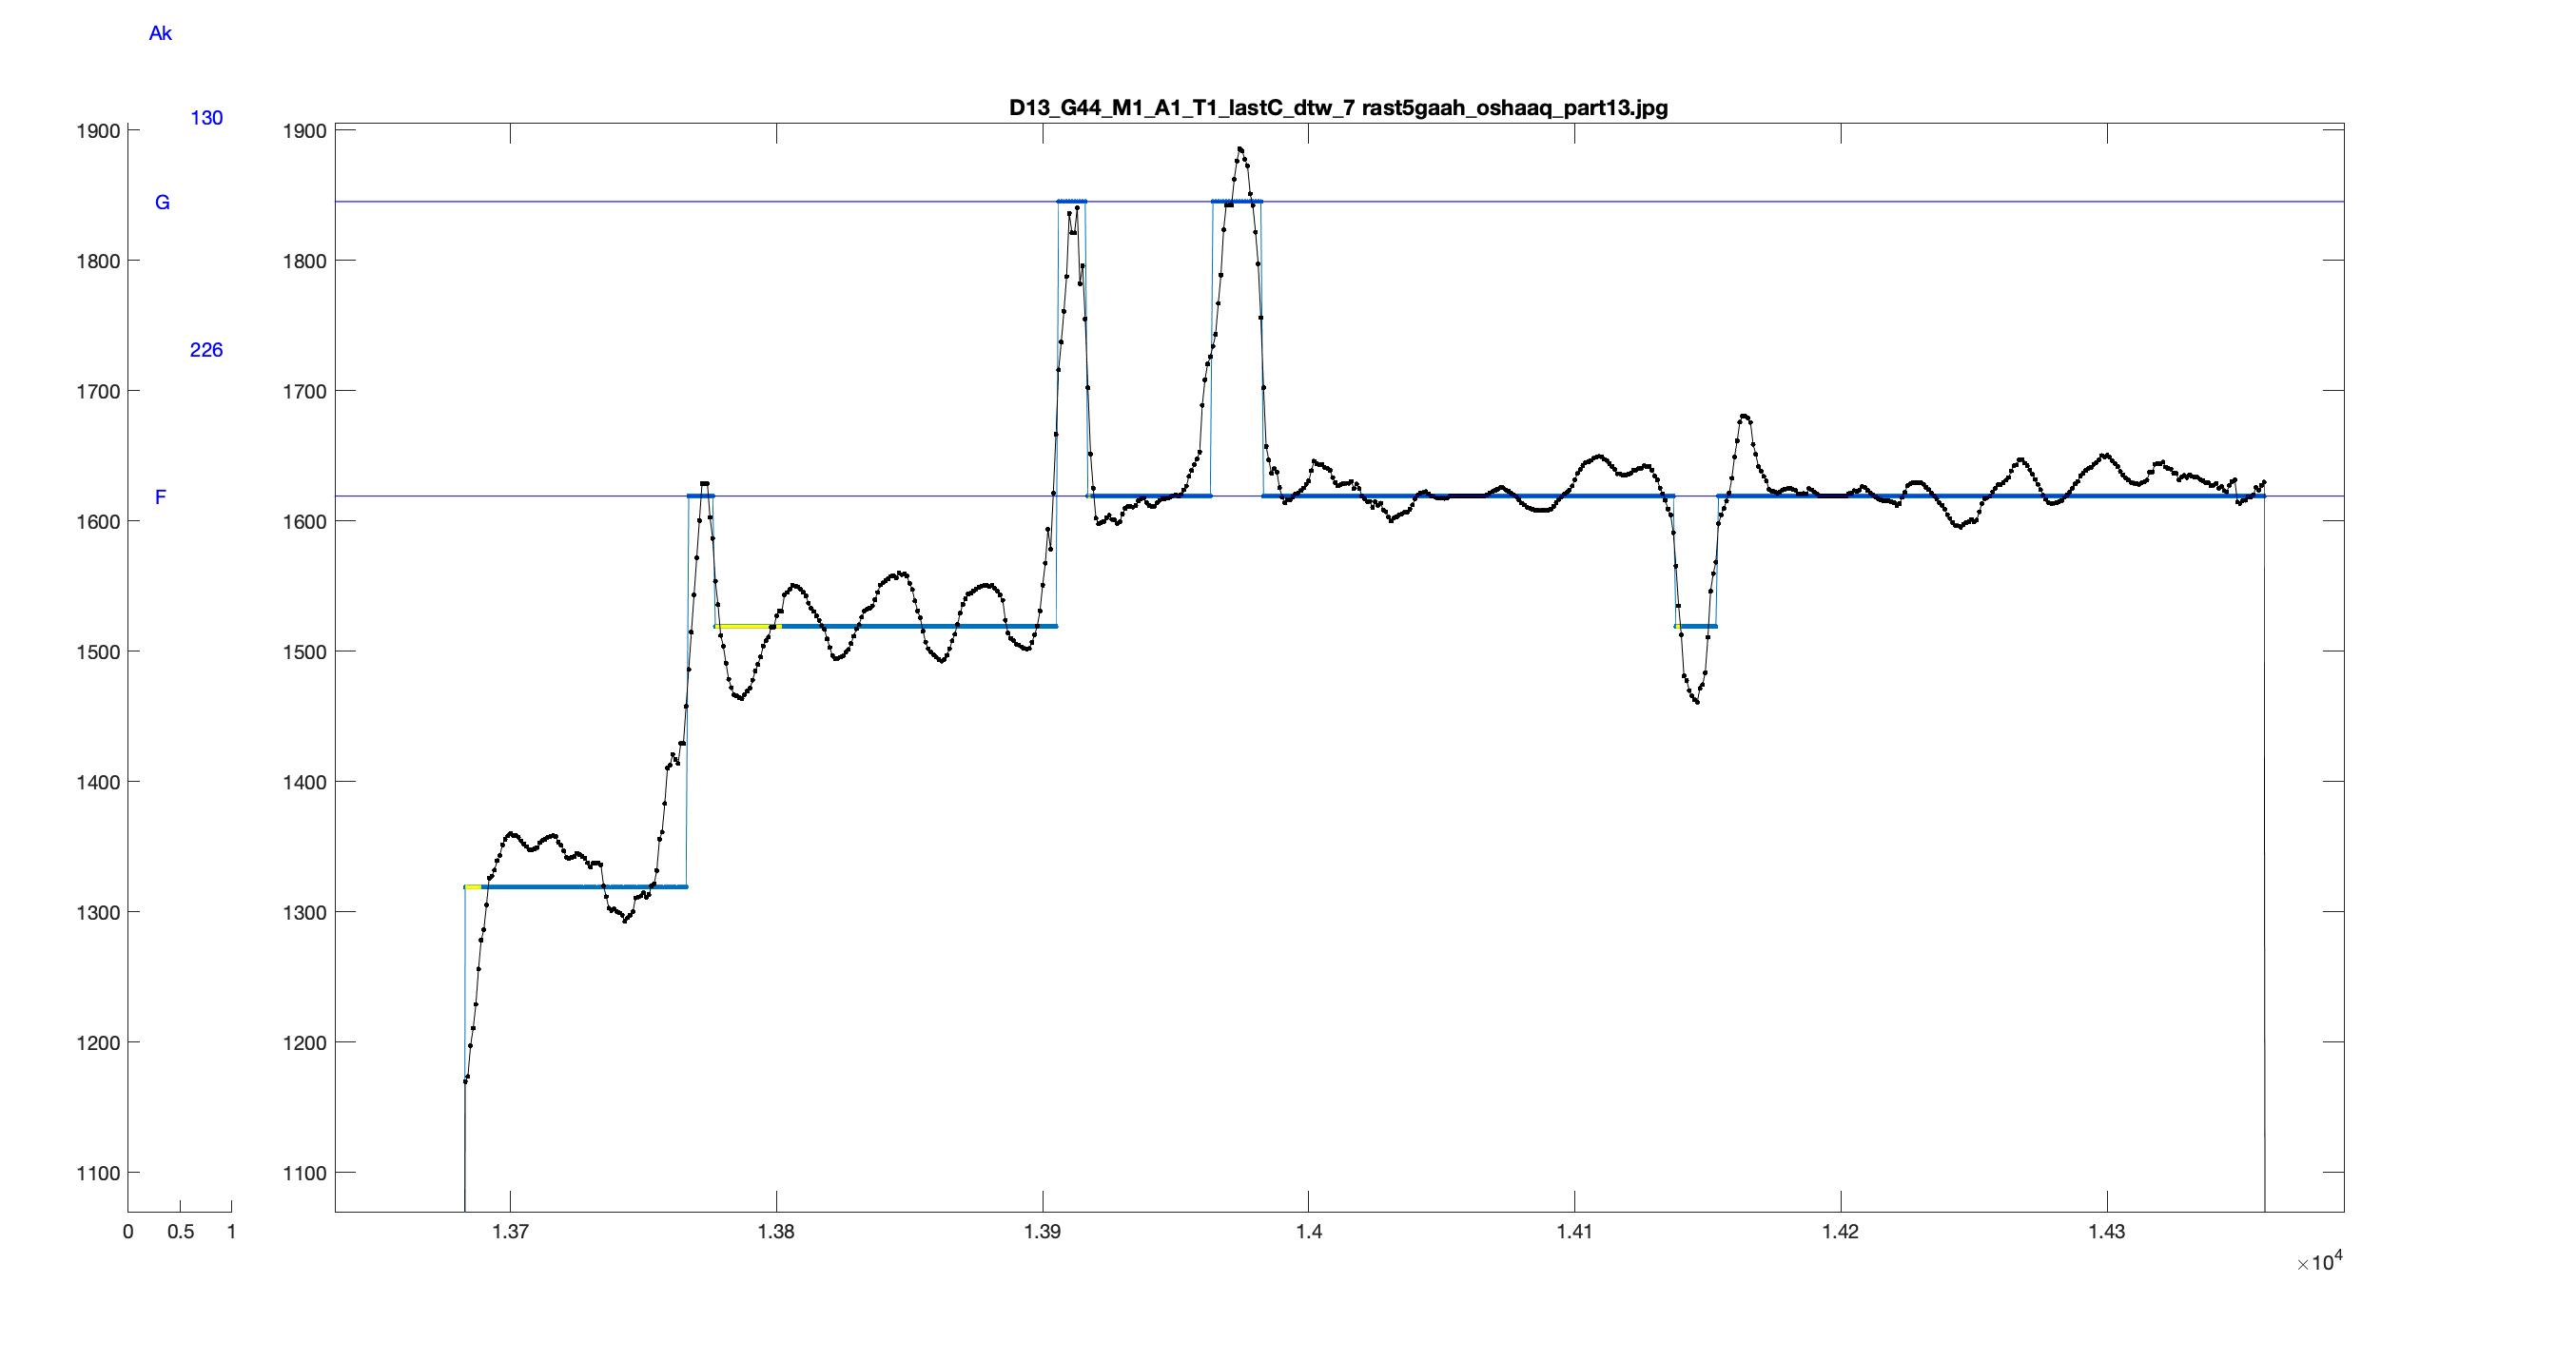 Ak
D13_G44_M1_A1_T1_lastC_dtw_7 rast5gaah_oshaaq_part13.jpg
130
1900 1900
G
1800 1800
226
1700 1700
F
1600 1600
1500 1500
1400 1400
1300 1300
1200 1200
1100 1100
0 0.5 1 1.37 1.38 1.39 1.4 1.41 1.42 1.43
×10⁴